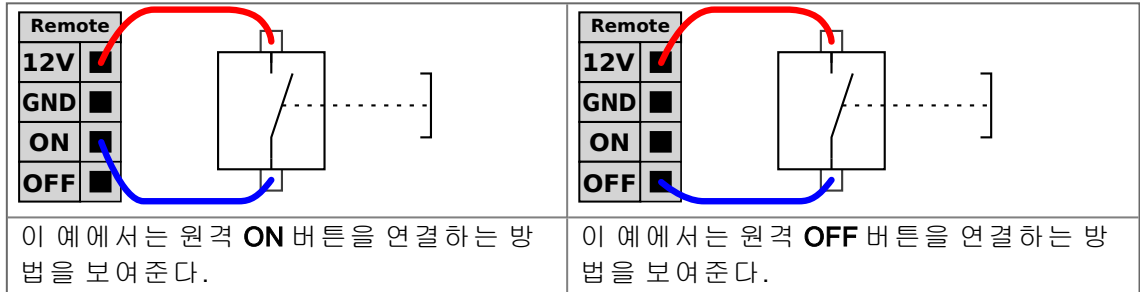 Remote
12V
GND
ON
OFF
이 예에서는 원격 ON 버튼을 연결하는 방
법을 보여준다.
Remote
12V
GND
ON
OFF
이 예에서는 원격 OFF 버튼을 연결하는 방
법을 보여준다.